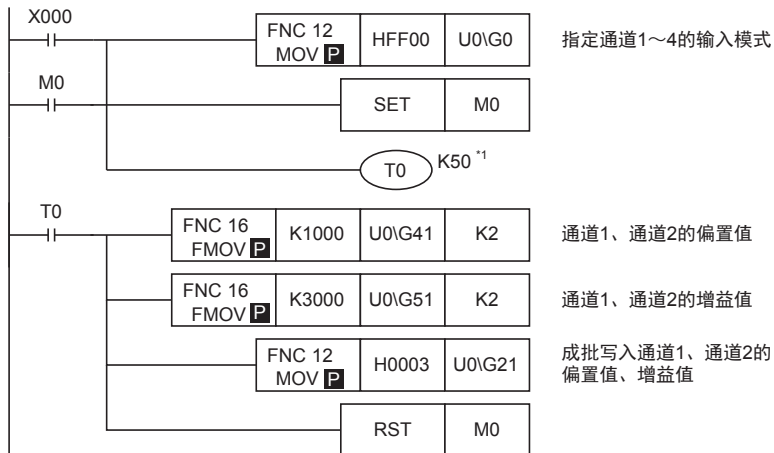 X000
FNC 12
MOV P HFF00 U0\G0 指定通道1～4的输入模式
M0
SET M0
T0 K50 *1
T0
FNC 16
FMOV P K1000 U0\G41 K2 通道1、通道2的偏置值
FNC 16
FMOV P K3000 U0\G51 K2 通道1、通道2的增益值
FNC 12
MOV P H0003 U0\G21 成批写入通道1、通道2的
偏置值、增益值
RST M0